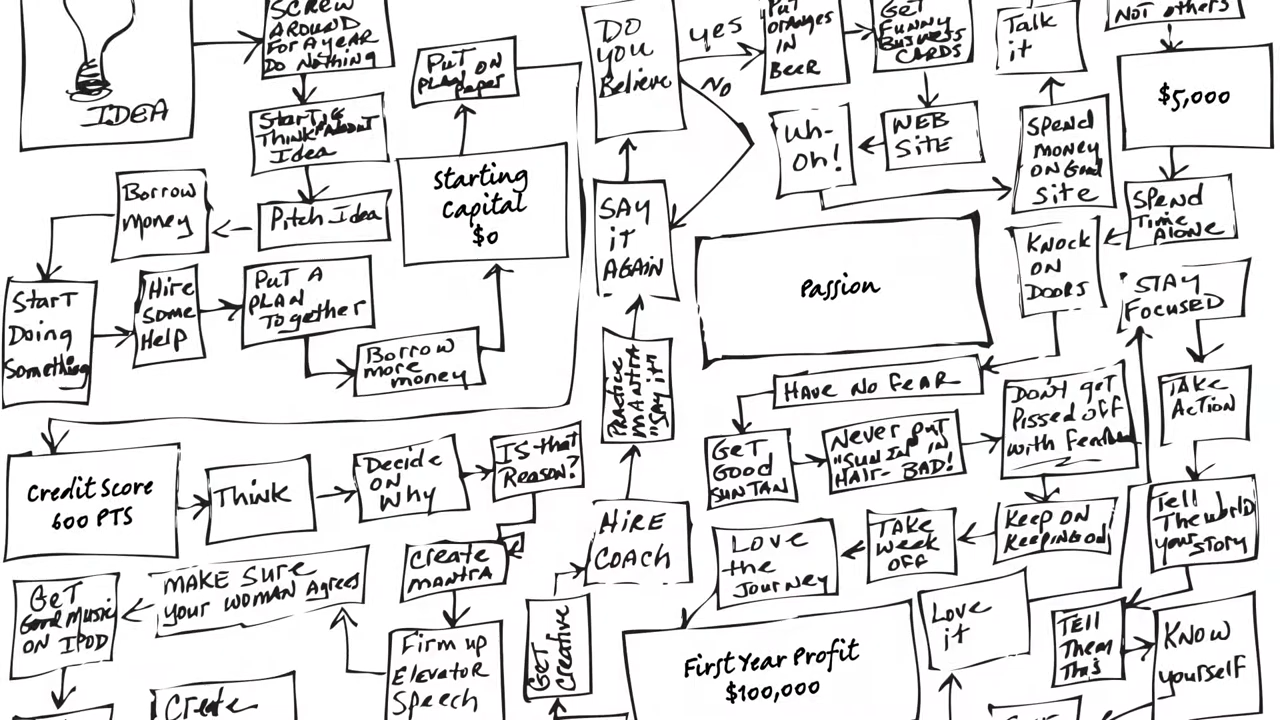 IDEA
SCREW
AROUND
FOR A YEAR
DO NOTHING
Put on
plan
paper
DO
you
Believe
yes
No
Put
oranges
IN
BEER
Get
Funny
Business
CARDS
Talk
it
NOT others
$5,000
Starting
Think About
Idea
Borrow
money
Pitch Idea
Starting
Capital
$0
SAY
iT
AGAIN
uh-
oh!
WEB
SiTE
SPEND
MONEY
ON Good
SiTE
SPEND
Time
ALONE
Passion
KNOCK
ON
DOORS
STAY
FOCUSED
StarT
Doing
Something
Hire
Some
Help
PuT A
PLAN
Together
Borrow
more
money
PRACTICE
MANTRA
"SAY iT"
HAVE NO FEAR
GET
GOOD
SUN TAN
Never put
"SUN IN" IN
HAIR- BAD!
DON'T get
Pissed off
with
TAKE
ACTION
Credit Score
600 PTS
Think
Decide
ON
Why
IS that
Reason?
Create
MANTRA
HiRE
COACH
Love
the
Journey
TAKE
week
OFF
Keep ON
KeepiNG ON
Tell
The world
your STORY
GeT
Good Music
ON IPOD
MAKE SURE
your WOMAN Agrees
Firm up
Elevator
Speech
GET
Creative
First Year Profit
$100,000
Love
it
TELL
Them
This
KNOW
yourself
Create